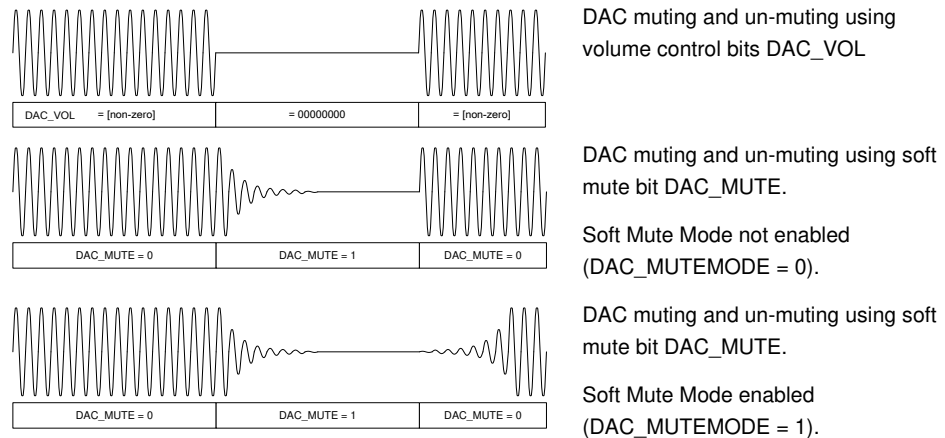 DAC muting and un-muting using
volume control bits DAC_VOL
DAC_VOL = [non-zero] = 00000000 = [non-zero]
DAC muting and un-muting using soft
mute bit DAC_MUTE.
Soft Mute Mode not enabled
(DAC_MUTEMODE = 0).
DAC_MUTE = 0 DAC_MUTE = 1 DAC_MUTE = 0
DAC muting and un-muting using soft
mute bit DAC_MUTE.
Soft Mute Mode enabled
(DAC_MUTEMODE = 1).
DAC_MUTE = 0 DAC_MUTE = 1 DAC_MUTE = 0